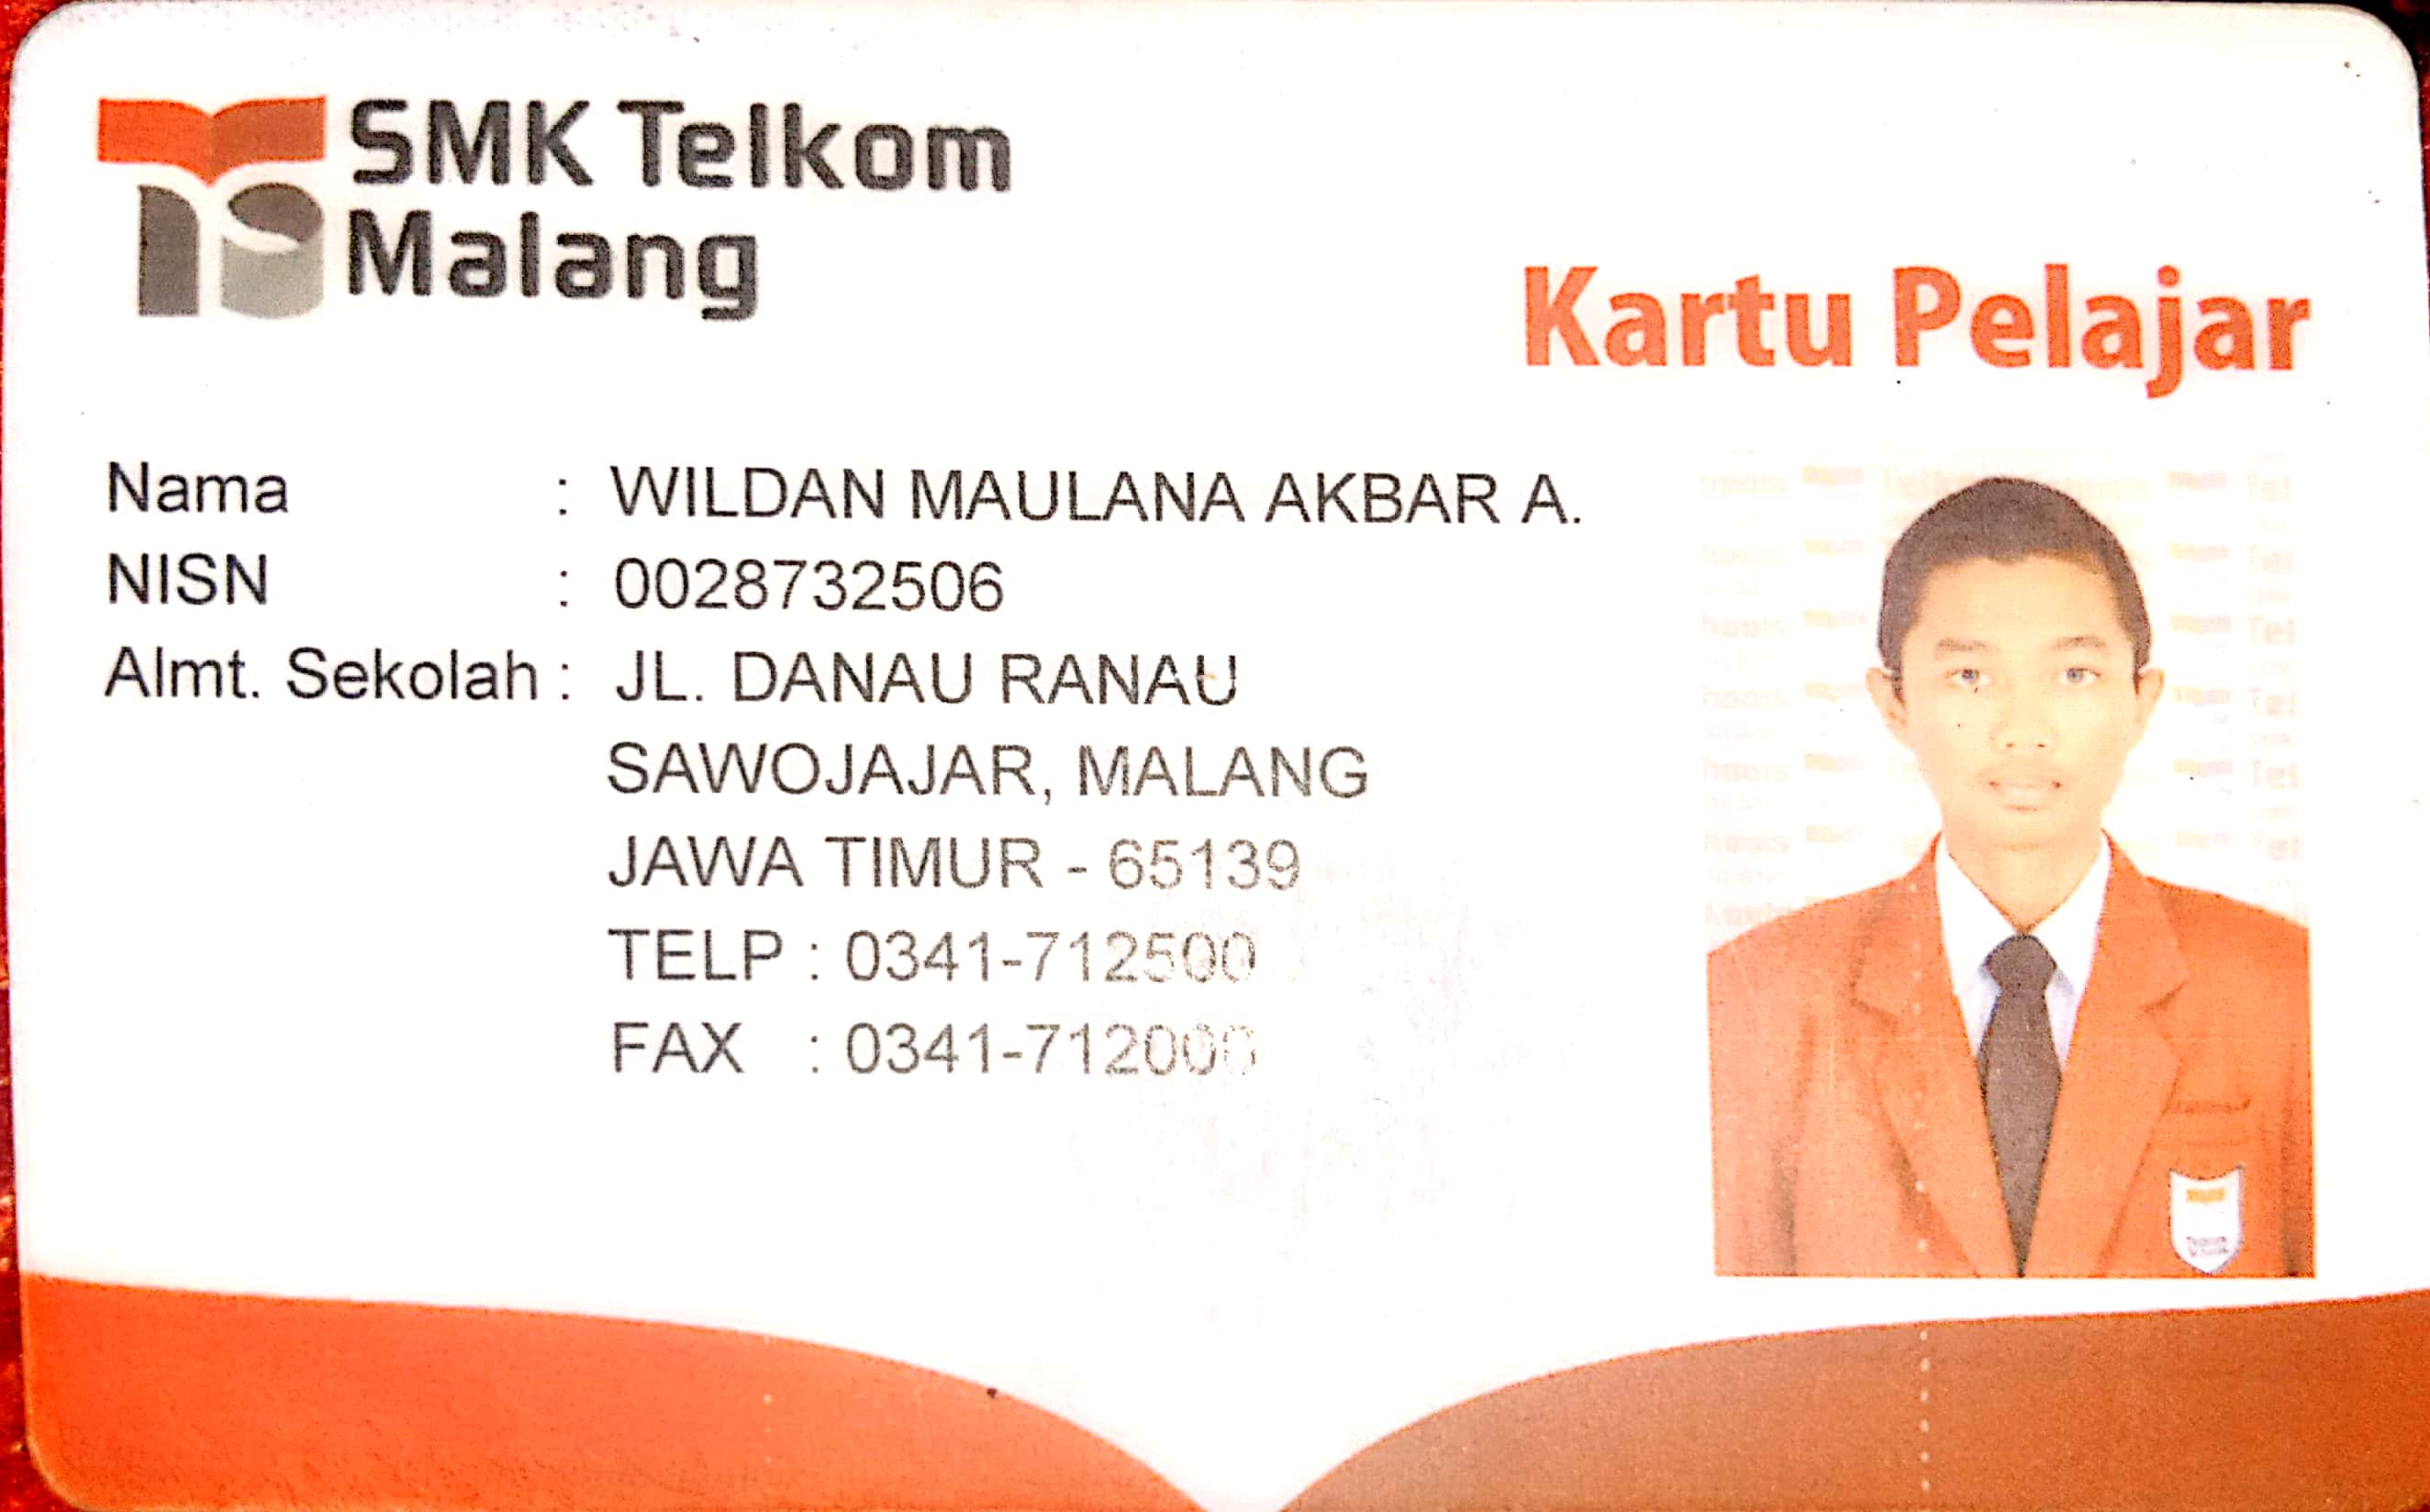 SMK Telkom
Malang
Kartu Pelajar
Nama : WILDAN MAULANA AKBAR A.
NISN : 0028732506
Almt. Sekolah : JL. DANAU RANAU
SAWOJAJAR, MALANG
JAWA TIMUR - 65139
TELP : 0341-712500
FAX : 0341-712000